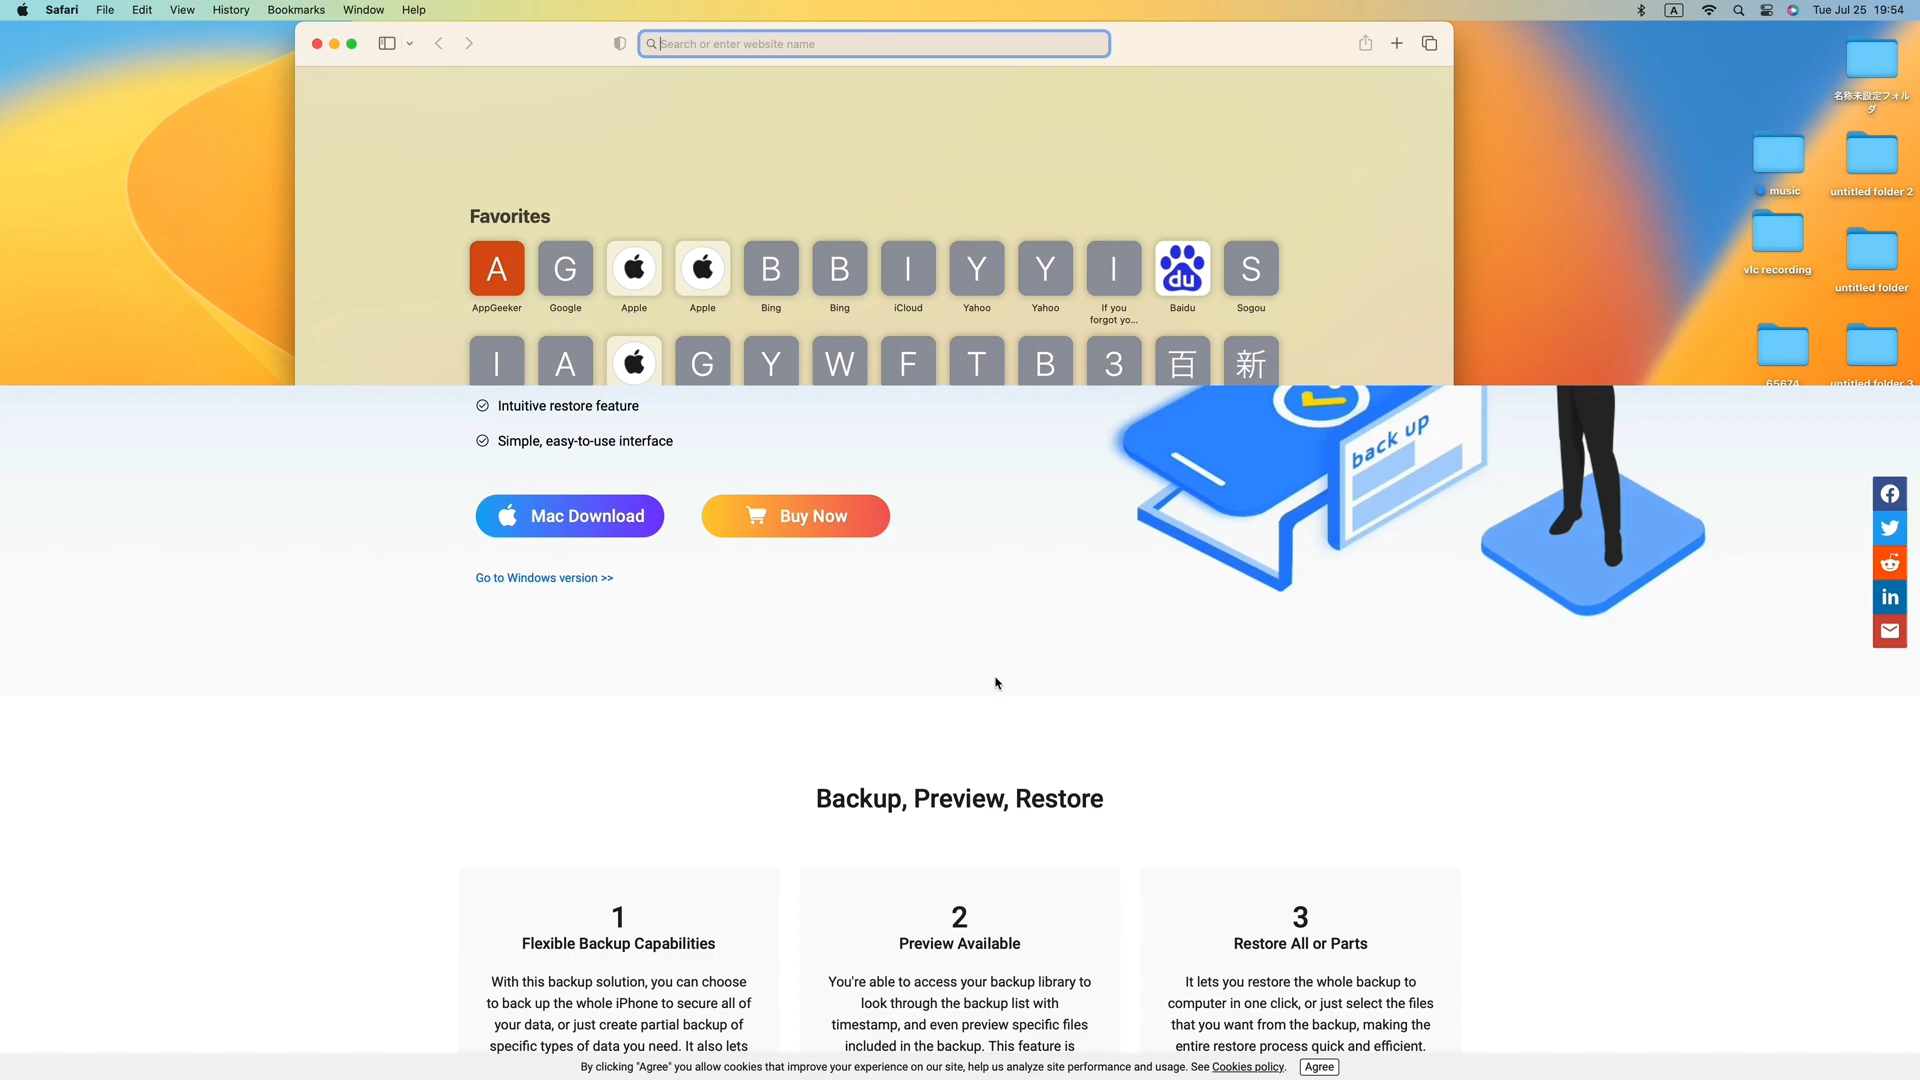 Safari File Edit View History Bookmarks Window Help
A Tue Jul 25 19:54
Search or enter website name
名称未設定フォル
ダ
music
untitled folder 2
vlc recording
untitled folder
65674
untitled folder 3
Favorites
A G B B I Y Y I du S
AppGeeker Google Apple Apple Bing Bing iCloud Yahoo Yahoo If you Baidu Sogou
forgot yo...
I A G Y W F T B 3 百 新
Intuitive restore feature
Simple, easy-to-use interface
back up
Mac Download
Buy Now
Go to Windows version >>
in
Backup, Preview, Restore
1
Flexible Backup Capabilities
With this backup solution, you can choose
to back up the whole iPhone to secure all of
your data, or just create partial backup of
specific types of data you need. It also lets
2
Preview Available
You're able to access your backup library to
look through the backup list with
timestamp, and even preview specific files
included in the backup. This feature is
3
Restore All or Parts
It lets you restore the whole backup to
computer in one click, or just select the files
that you want from the backup, making the
entire restore process quick and efficient.
By clicking "Agree" you allow cookies that improve your experience on our site, help us analyze site performance and usage. See Cookies policy. Agree